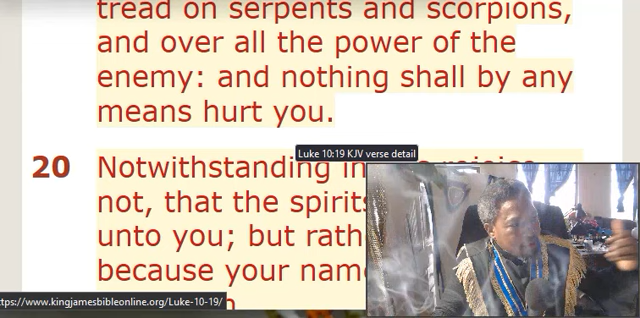 tread on serpents and scorpions,
and over all the power of the
enemy: and nothing shall by any
means hurt you.
Luke 10:19 KJV verse detail
20 Notwithstanding in
not, that the spirits
unto you; but rath
because your nam
ttps://www.kingjamesbibleonline.org/Luke-10-19/